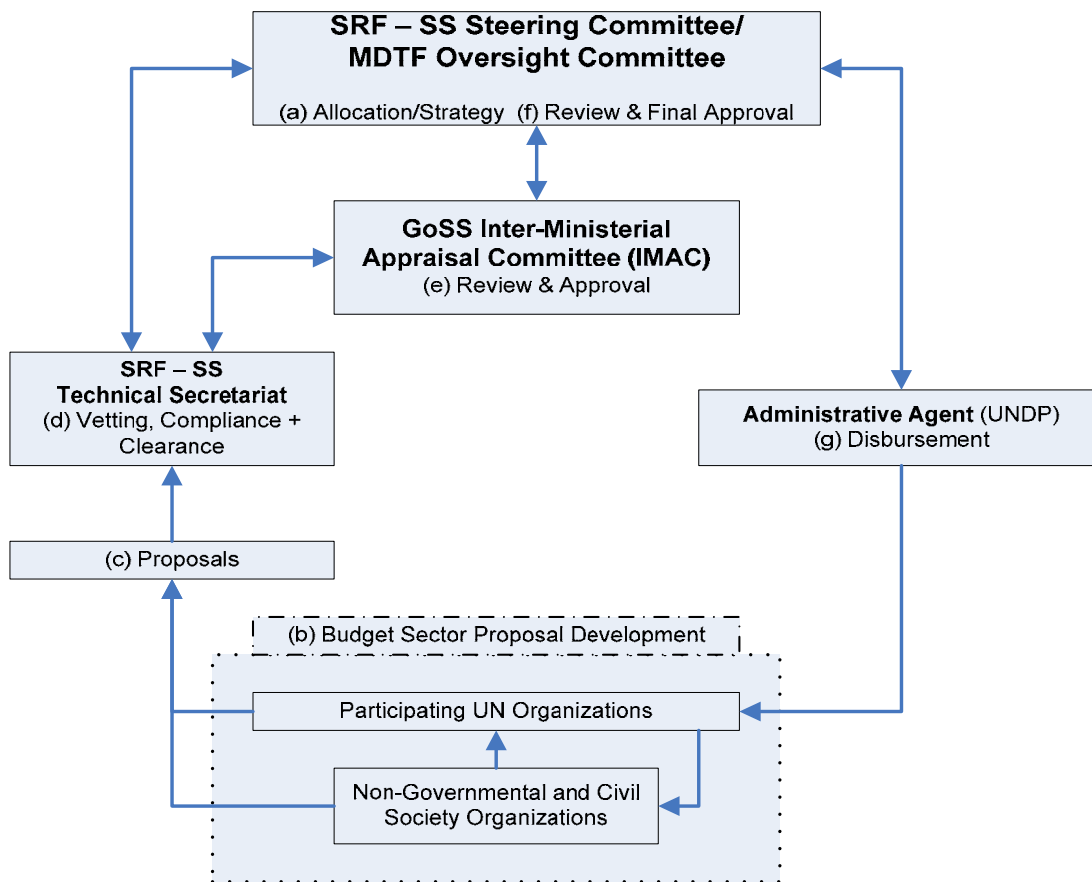 SRF – SS Steering Committee/
MDTF Oversight Committee
(a) Allocation/Strategy (f) Review & Final Approval
GoSS Inter-Ministerial
Appraisal Committee (IMAC)
(e) Review & Approval
SRF – SS
Technical Secretariat
(d) Vetting, Compliance +
Clearance
Administrative Agent (UNDP)
(g) Disbursement
(c) Proposals
(b) Budget Sector Proposal Development
Participating UN Organizations
Non-Governmental and Civil
Society Organizations